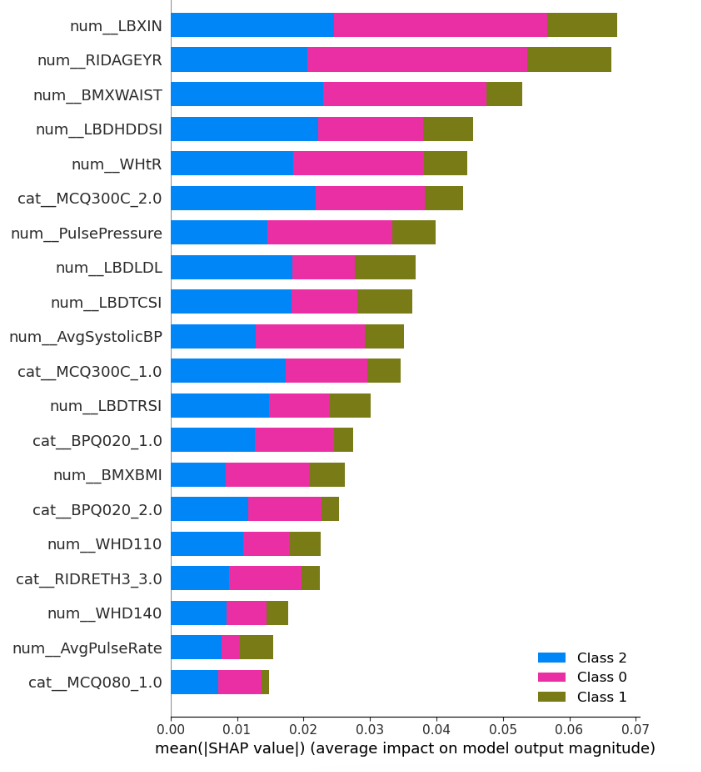 num__LBXIN
num__RIDAGEYR
num__BMXWAIST
num__LBDHDDSI
num__WHtR
cat__MCQ300C_2.0
num__PulsePressure
num__LBDLDL
num__LBDTCSI
num__AvgSystolicBP
cat__MCQ300C_1.0
num__LBDTRSI
cat__BPQ020_1.0
num__BMXBMI
cat__BPQ020_2.0
num__WHD110
cat__RIDRETH3_3.0
num__WHD140
num__AvgPulseRate
cat__MCQ080_1.0
Class 2
Class 0
Class 1
0.00 0.01 0.02 0.03 0.04 0.05 0.06 0.07
mean(|SHAP value|) (average impact on model output magnitude)